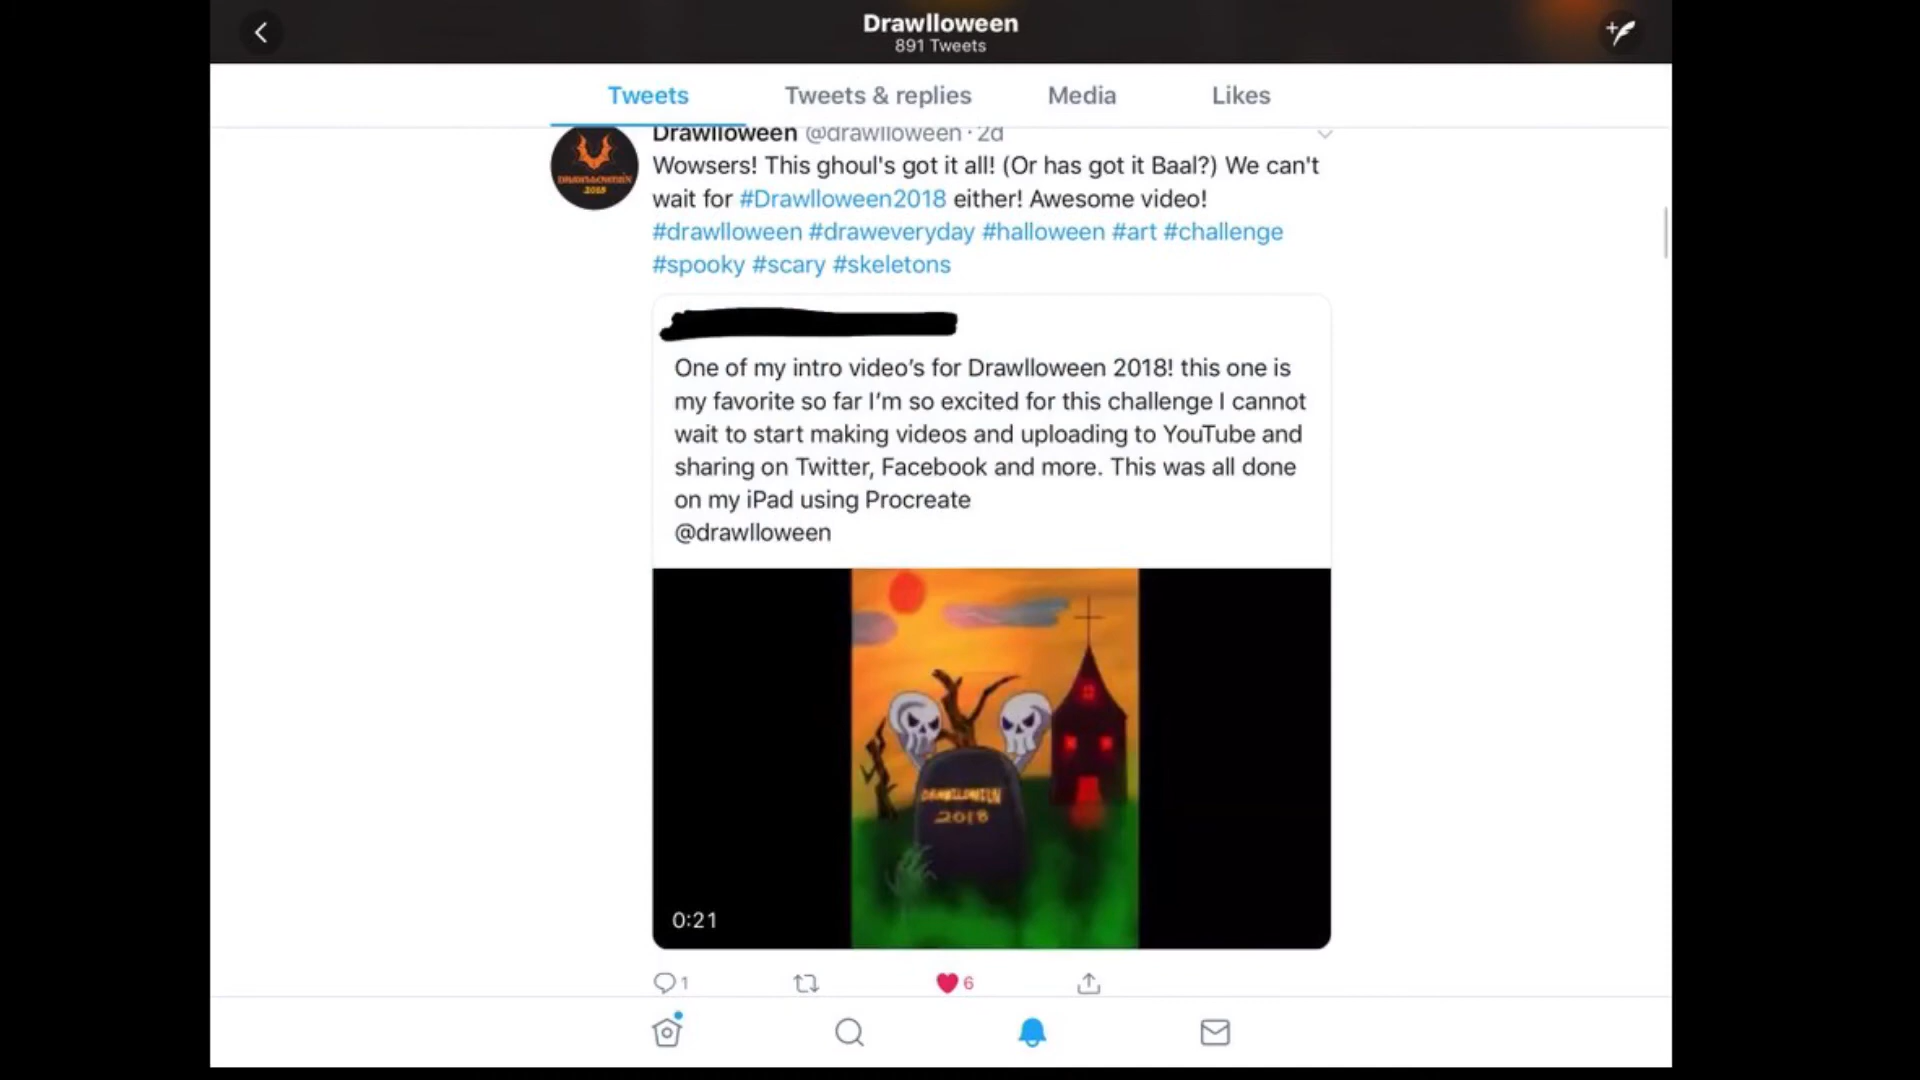 Drawlloween
891 Tweets
Tweets
Tweets & replies
Media
Likes
Drawlloween @drawlloween · 2d
DRAWLLOWEEN
2018
Wowsers! This ghoul's got it all! (Or has got it Baal?) We can't
wait for #Drawlloween2018 either! Awesome video!
#drawlloween #draweveryday #halloween #art #challenge
#spooky #scary #skeletons
One of my intro video’s for Drawlloween 2018! this one is
my favorite so far I’m so excited for this challenge I cannot
wait to start making videos and uploading to YouTube and
sharing on Twitter, Facebook and more. This was all done
on my iPad using Procreate
@drawlloween
DRAWLLOWEEN
2018
0:21
1
6